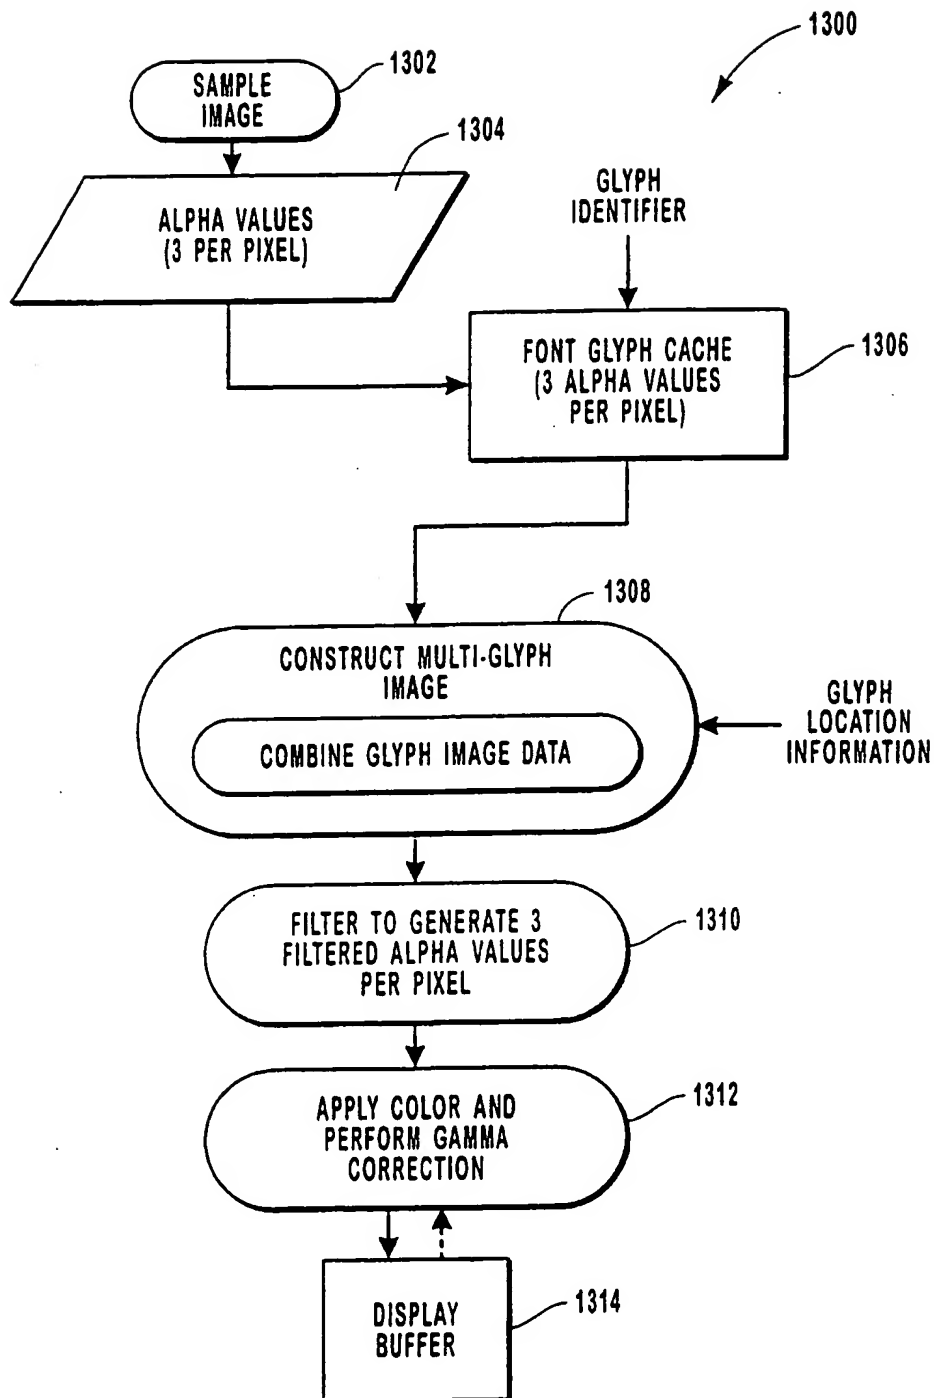 1300
SAMPLE
IMAGE
1302
1304
ALPHA VALUES
(3 PER PIXEL)
GLYPH
IDENTIFIER
FONT GLYPH CACHE
(3 ALPHA VALUES
PER PIXEL)
1306
1308
CONSTRUCT MULTI-GLYPH
IMAGE
COMBINE GLYPH IMAGE DATA
GLYPH
LOCATION
INFORMATION
FILTER TO GENERATE 3
FILTERED ALPHA VALUES
PER PIXEL
1310
APPLY COLOR AND
PERFORM GAMMA
CORRECTION
1312
DISPLAY
BUFFER
1314